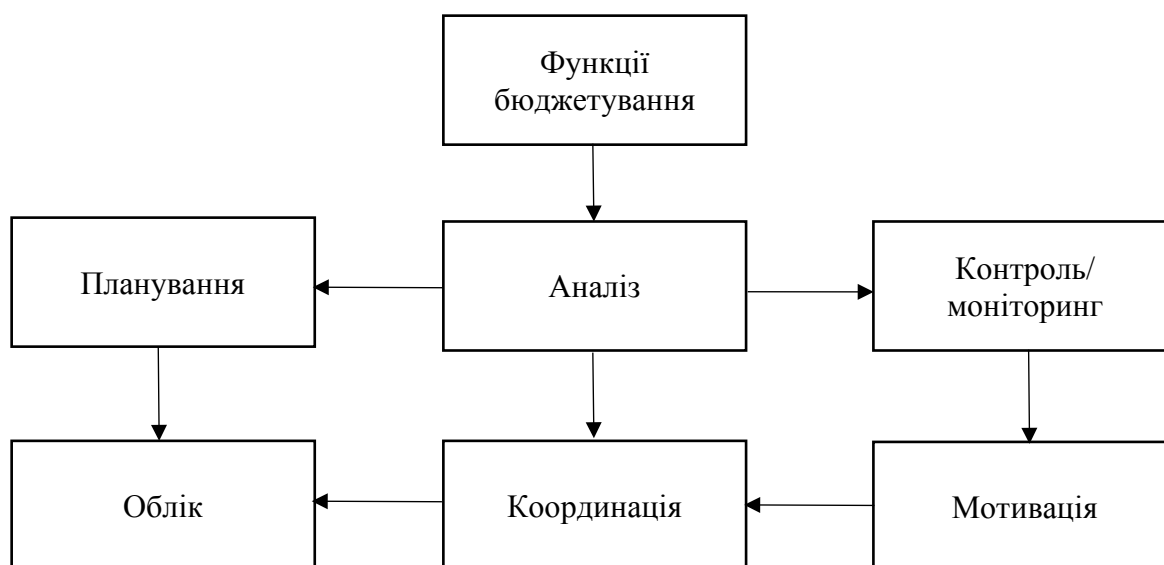 Функції
бюджетування
Планування
Аналіз
Контроль/
моніторинг
Облік
Координація
Мотивація